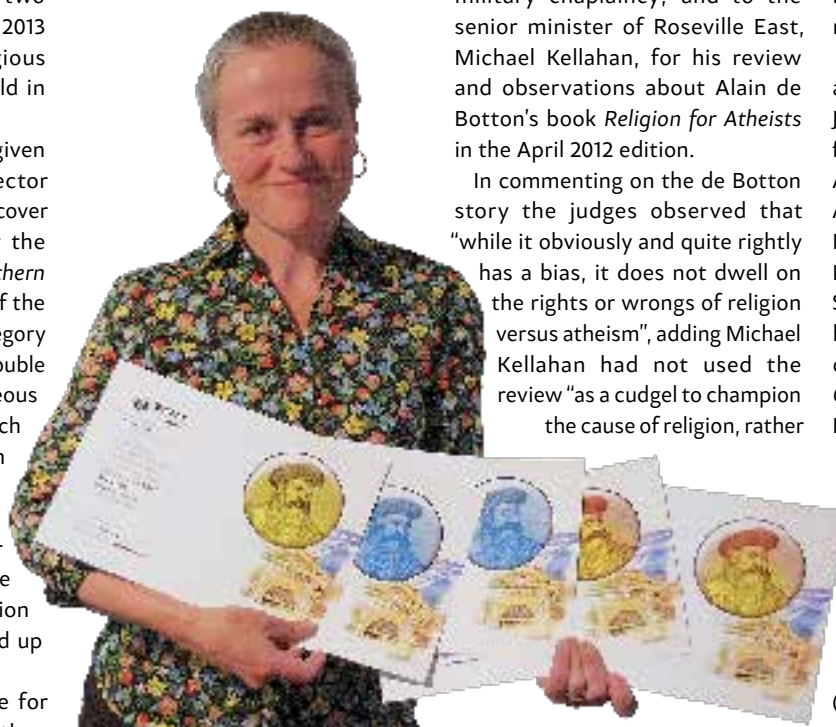 two
2013
gious
ld in
given
ector
cover
the
thern
f the
egory
ouble
eous
ch
n
e
ion
d up
e for
military chaplaincy, and to the
senior minister of Roseville East,
Michael Kellahan, for his review
and observations about Alain de
Botton's book Religion for Atheists
in the April 2012 edition.
In commenting on the de Botton
story the judges observed that
“while it obviously and quite rightly
has a bias, it does not dwell on
the rights or wrongs of religion
versus atheism”, adding Michael
Kellahan had not used the
review “as a cudgel to champion
the cause of religion, rather